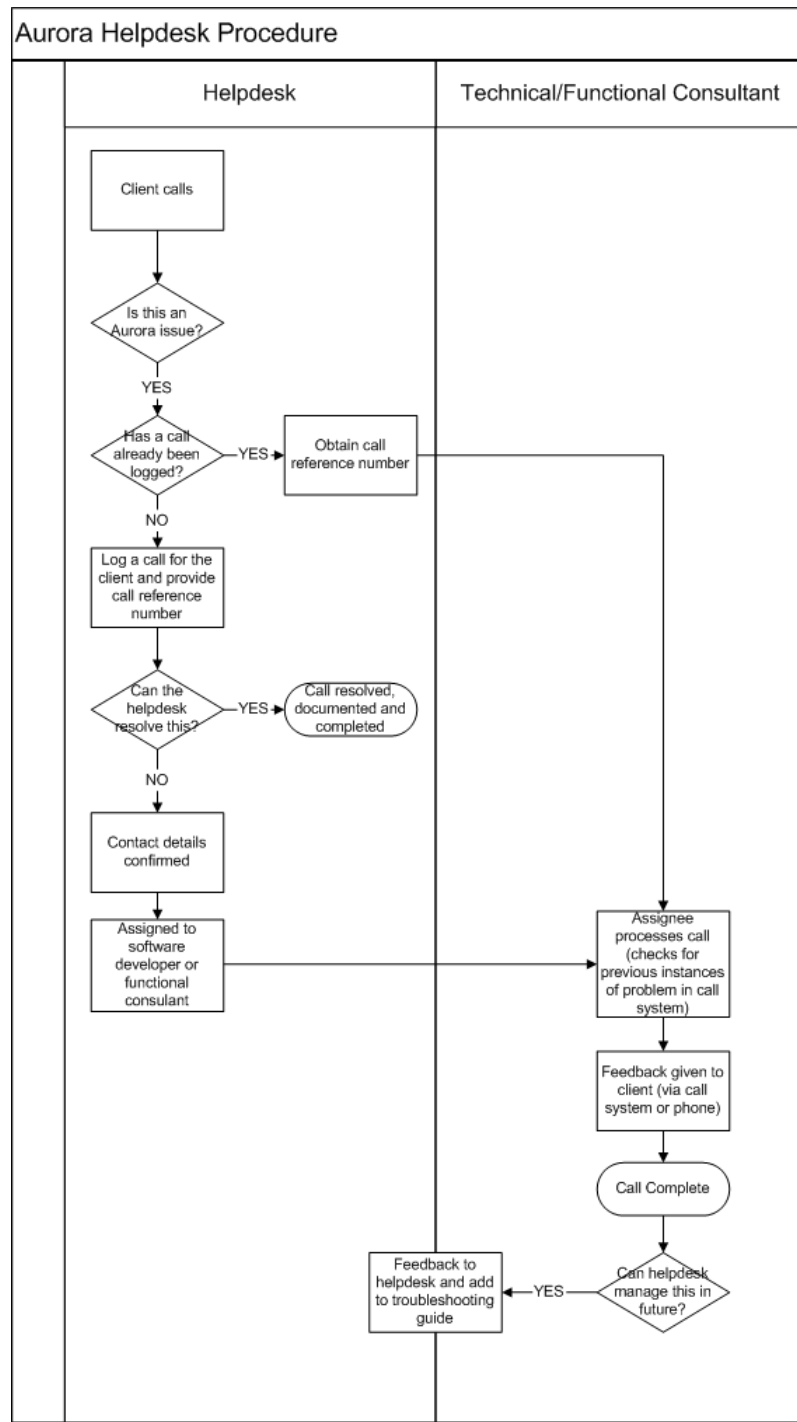 Aurora Helpdesk Procedure
Helpdesk
Technical/Functional Consultant
Client calls
Is this an
Aurora issue?
YES
Has a call
already been
logged?
YES
Obtain call
reference number
NO
Log a call for the
client and provide
call reference
number
Can the
helpdesk
resolve this?
YES
Call resolved,
documented and
completed
NO
Contact details
confirmed
Assigned to
software
developer or
functional
consulant
Assignee
processes call
(checks for
previous instances
of problem in call
system)
Feedback given to
client (via call
system or phone)
Call Complete
Can helpdesk
manage this in
future?
YES
Feedback to
helpdesk and add
to troubleshooting
guide